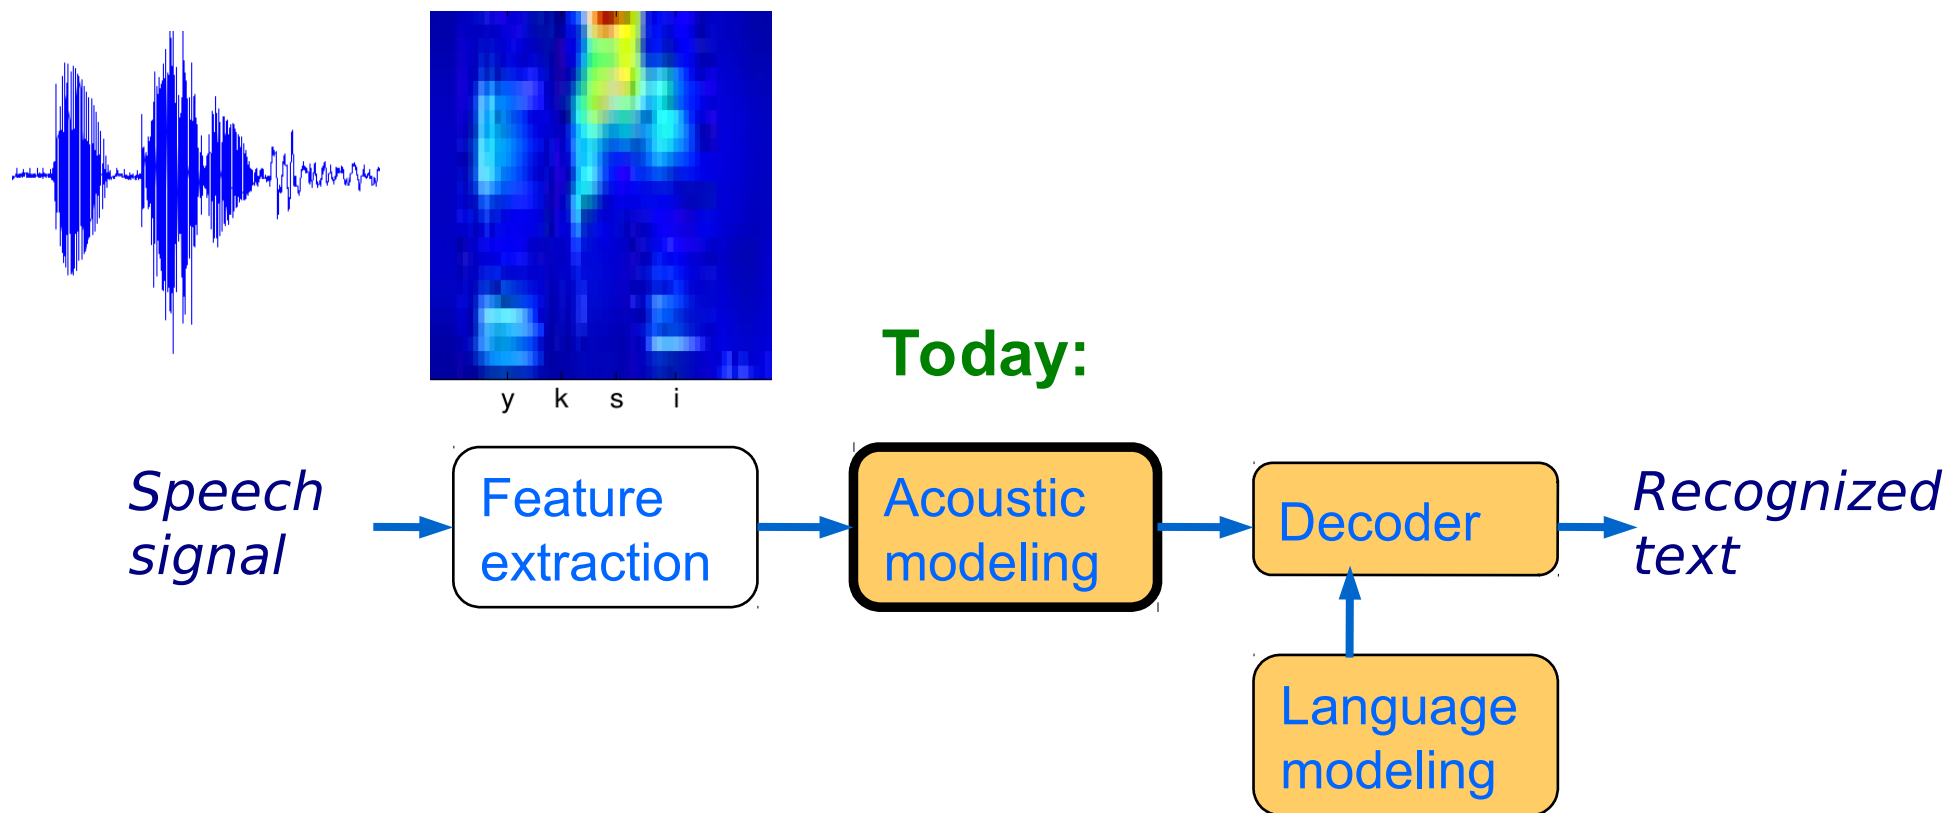 Today:
y k s i
Speech
signal
Feature
extraction
Acoustic
modeling
Decoder
Recognized
text
Language
modeling